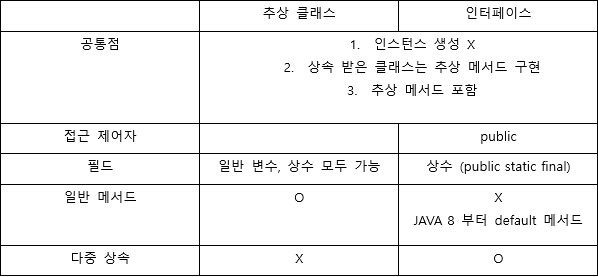 추상 클래스 인터페이스
공통점
1. 인스턴스 생성 X
2. 상속 받은 클래스는 추상 메서드 구현
3. 추상 메서드 포함
접근 제어자 public
필드 일반 변수, 상수 모두 가능 상수 (public static final)
일반 메서드 O X
JAVA 8 부터 default 메서드
다중 상속 X O